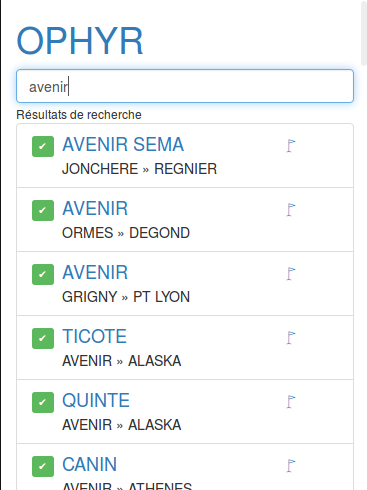 OPHYR
avenir
Résultats de recherche
AVENIR SEMA
JONCHERE » REGNIER
AVENIR
ORMES » DEGOND
AVENIR
GRIGNY » PT LYON
TICOTE
AVENIR » ALASKA
QUINTE
AVENIR » ALASKA
CANIN
AVENIR » ATHENES